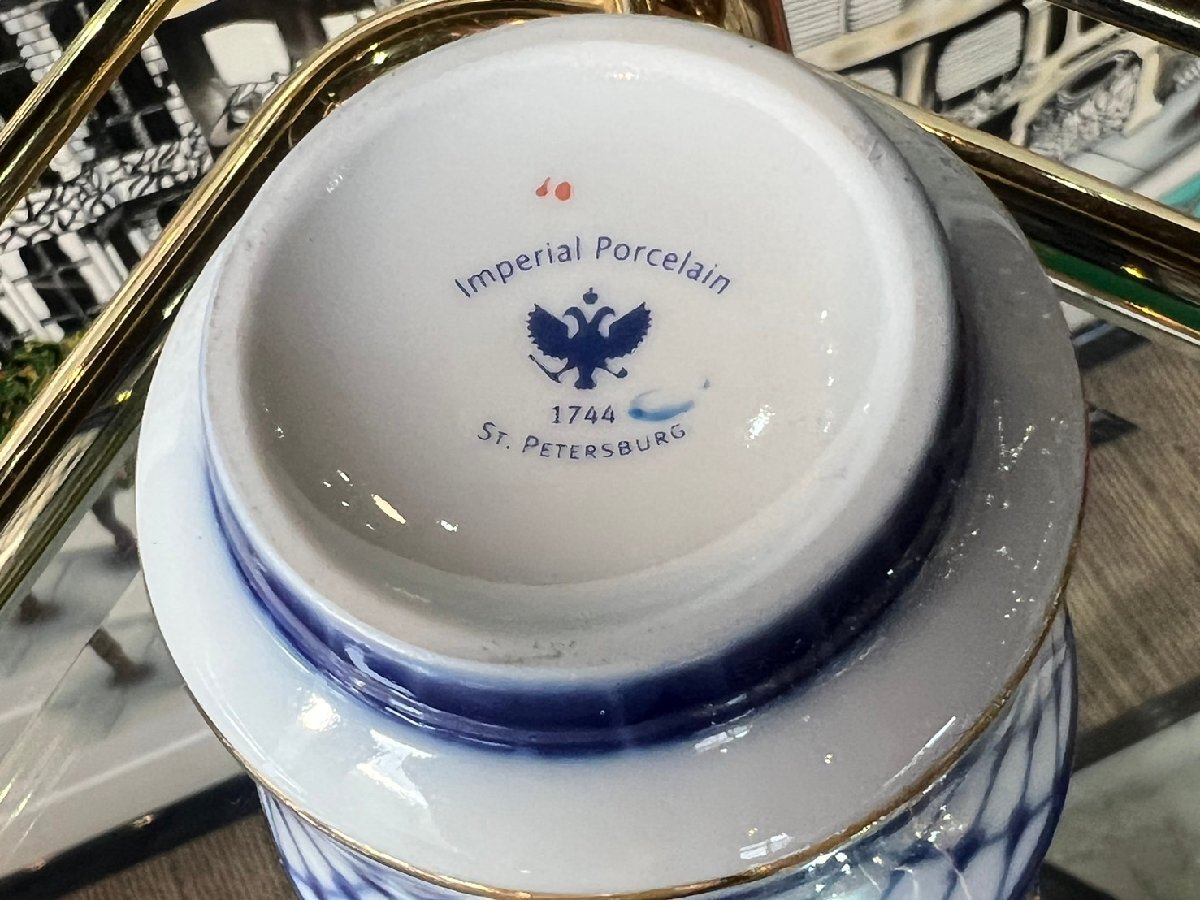 Imperial Porcelain
1744
ST. PETERSBURG